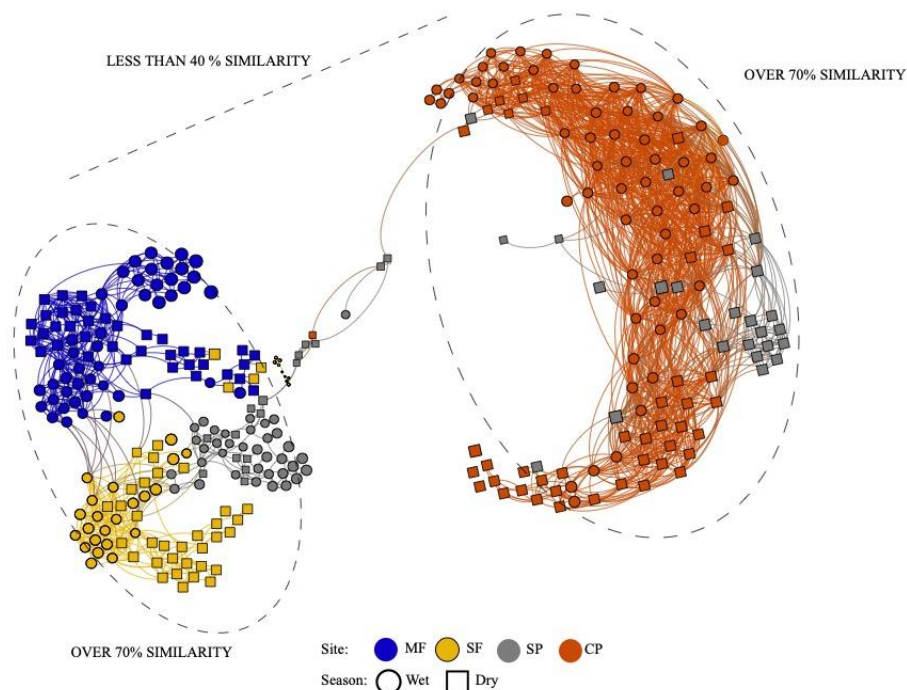 LESS THAN 40 % SIMILARITY
OVER 70% SIMILARITY
OVER 70% SIMILARITY
Site: MF SF SP CP
Season: Wet Dry